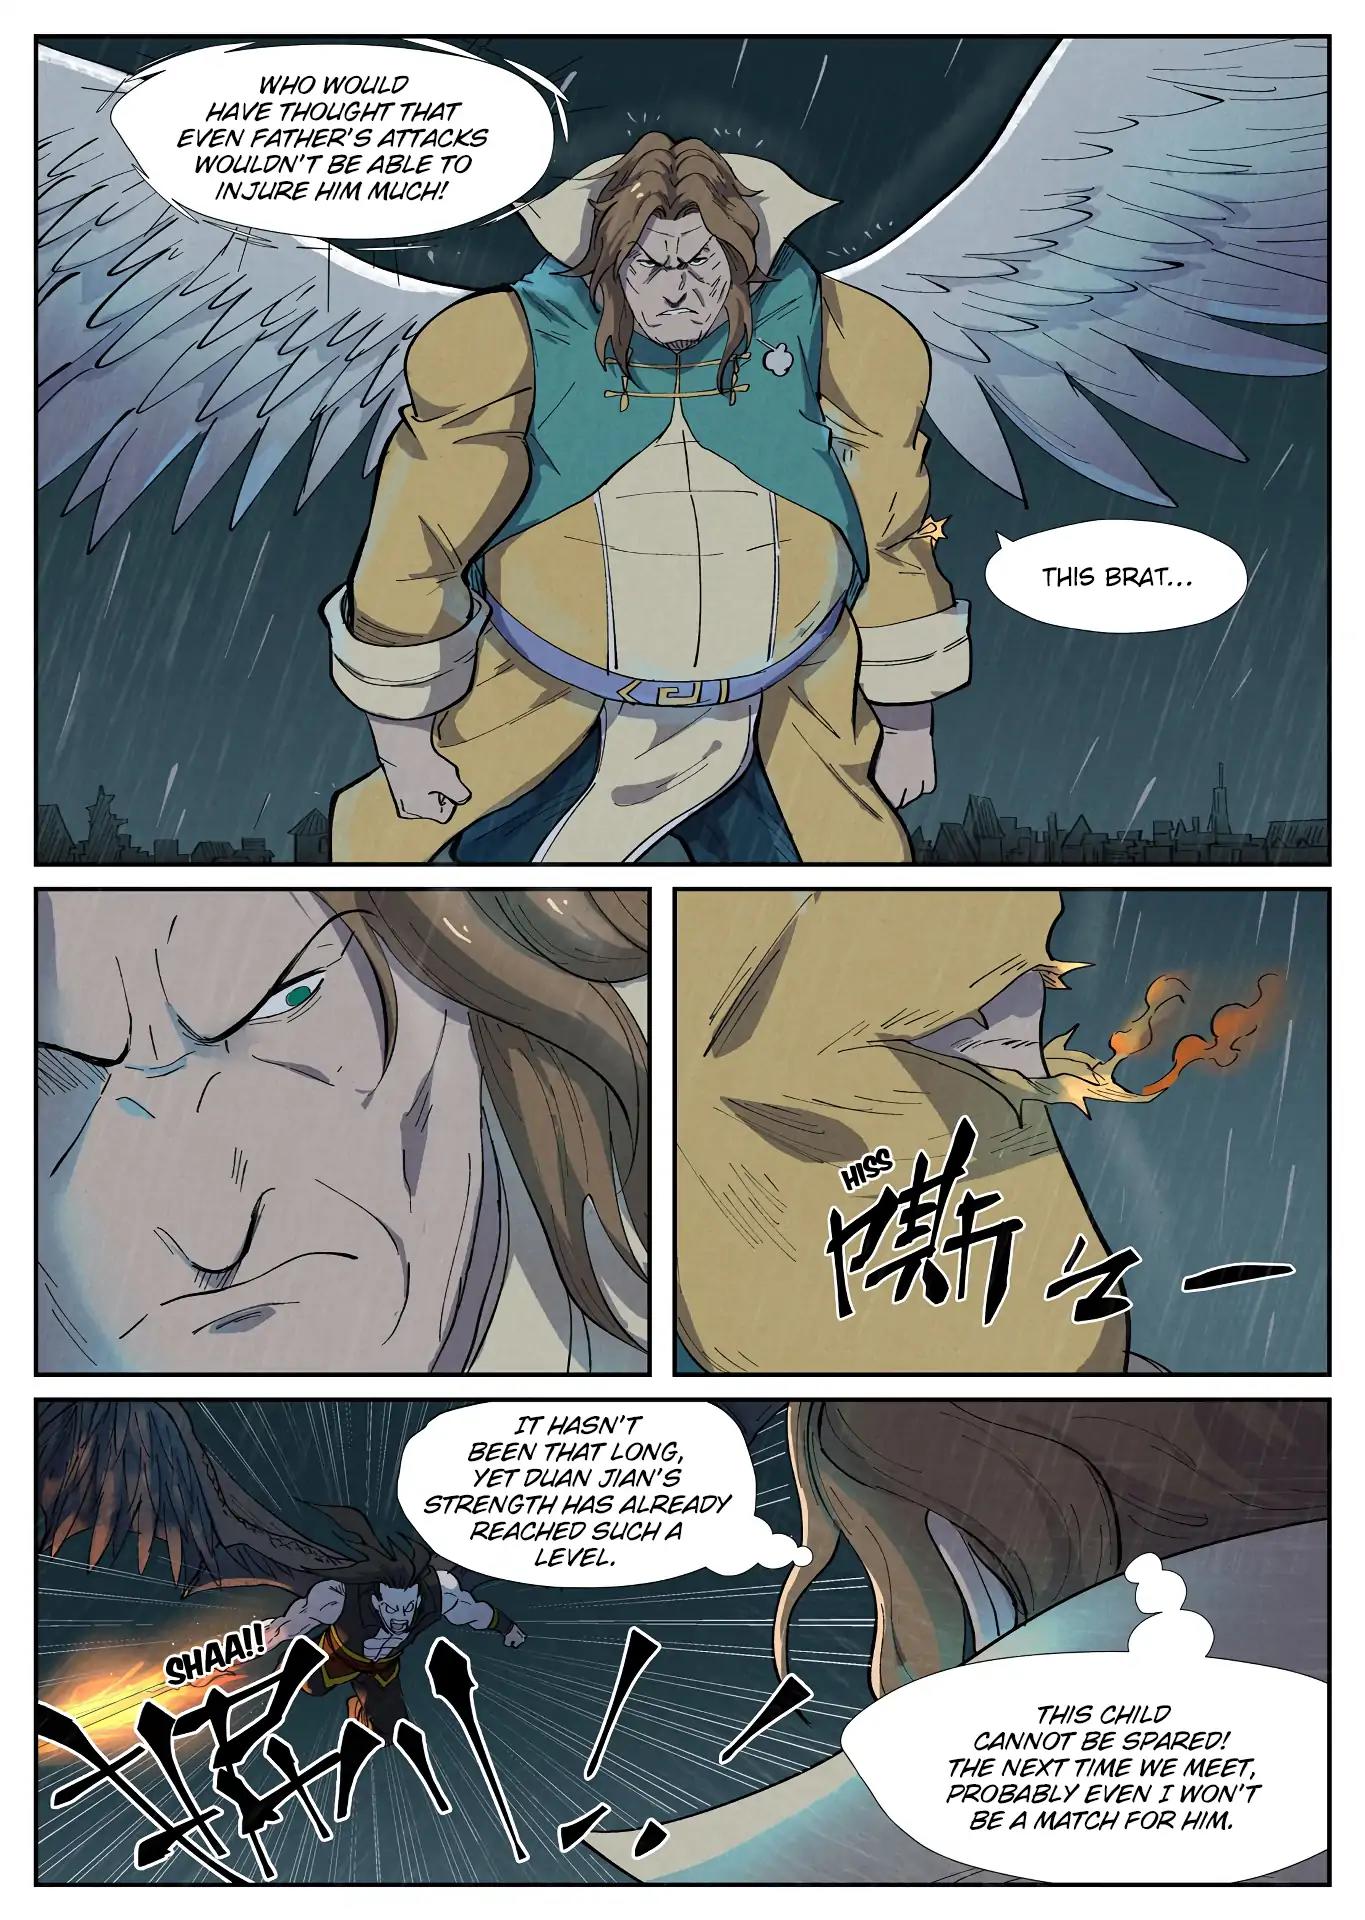 WHO WOULD
HAVE THOUGHT THAT
EVEN FATHER'S ATTACKS
WOULDN'T BE ABLE TO
INJURE HIM MUCH!
THIS BRAT...
HISS
嘶
IT HASN'T
BEEN THAT LONG,
YET DUAN JIAN'S
STRENGTH HAS ALREADY
REACHED SUCH A
LEVEL.
SHAA!!
THIS CHILD
CANNOT BE SPARED!
THE NEXT TIME WE MEET,
PROBABLY EVEN I WON'T
BE A MATCH FOR HIM.